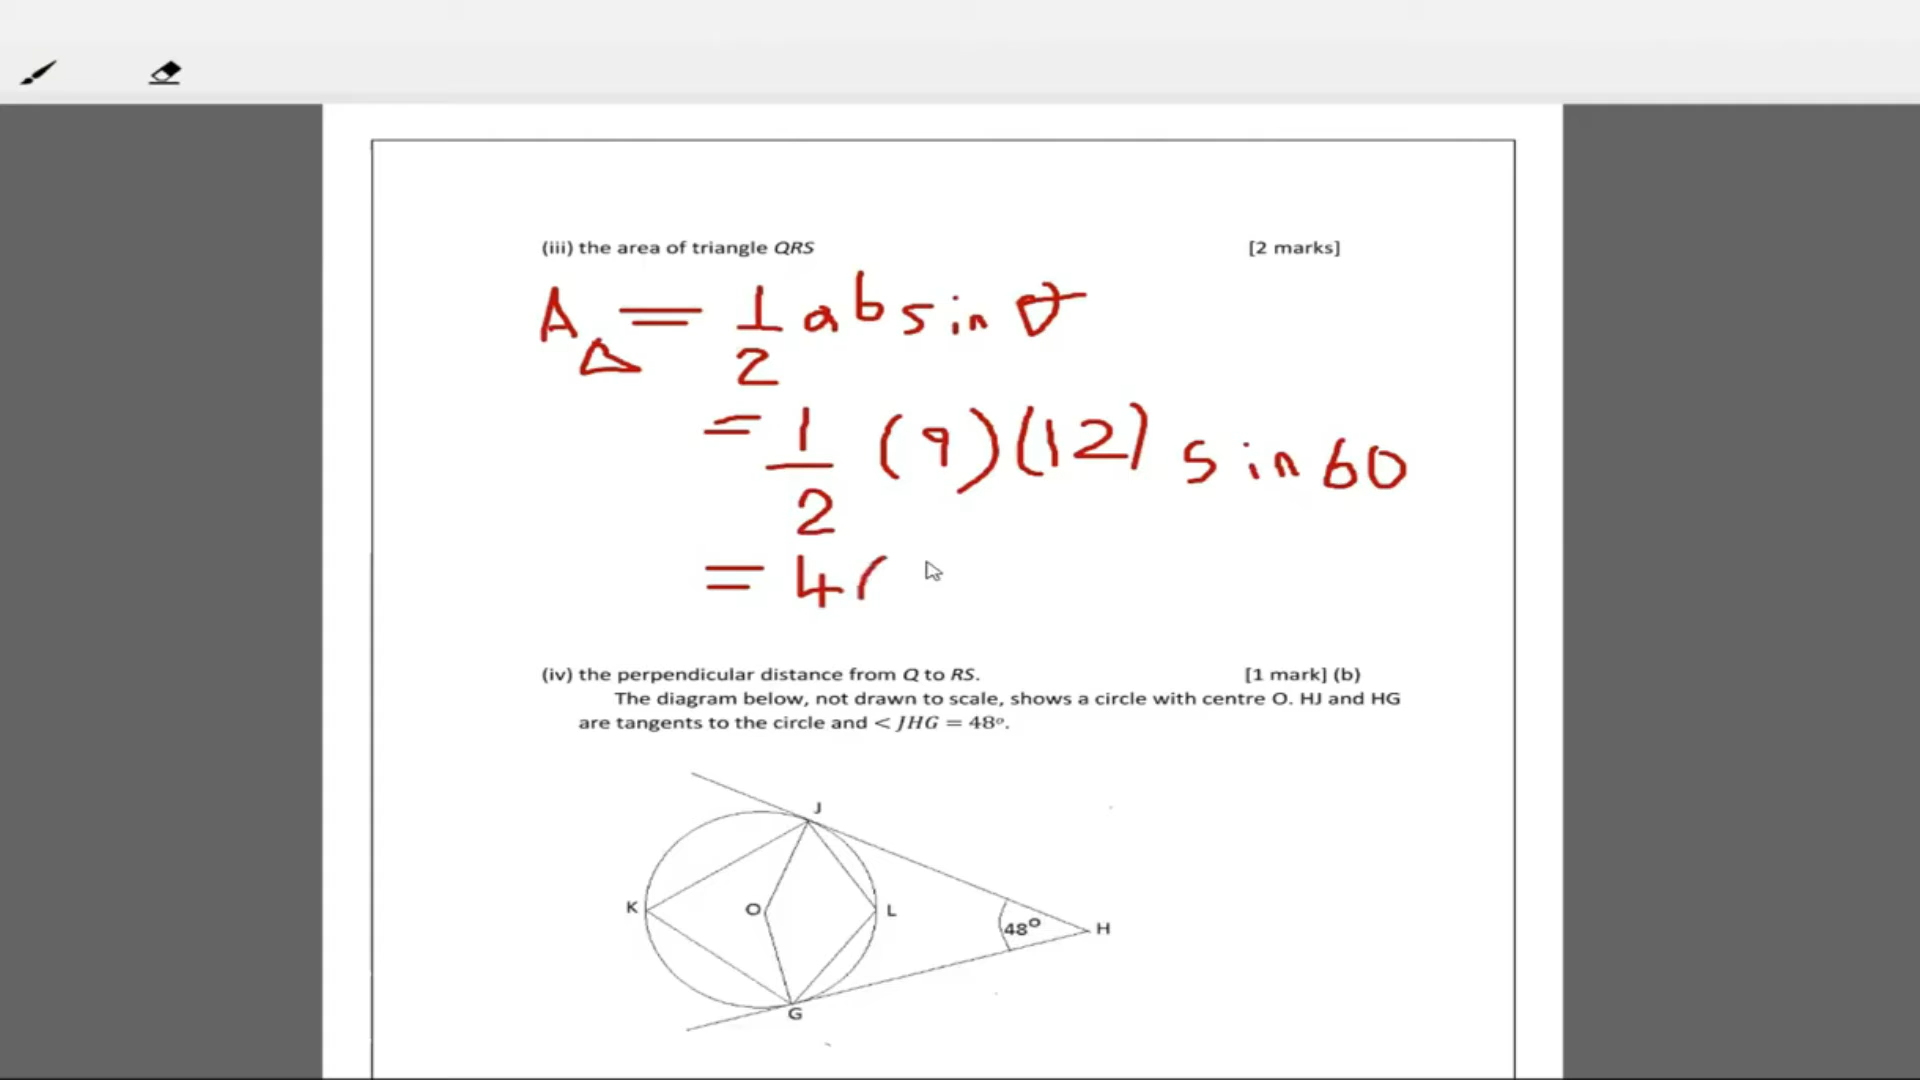 (iii) the area of triangle QRS [2 marks]
A△ = 1/2 ab sin θ
= 1/2 (9)(12) sin 60
= 4(
(iv) the perpendicular distance from Q to RS. [1 mark] (b)
The diagram below, not drawn to scale, shows a circle with centre O. HJ and HG
are tangents to the circle and < JHG = 48°.
J
K O L
48° H
G